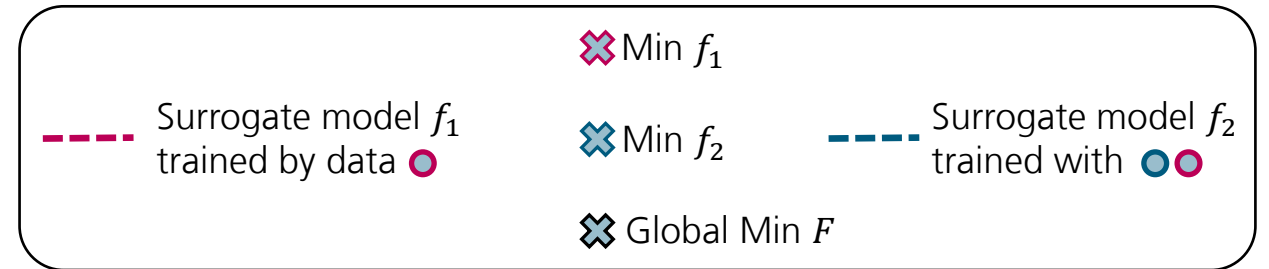 Surrogate model f₁
trained by data
Min f₁
Min f₂
Global Min F
Surrogate model f₂
trained with